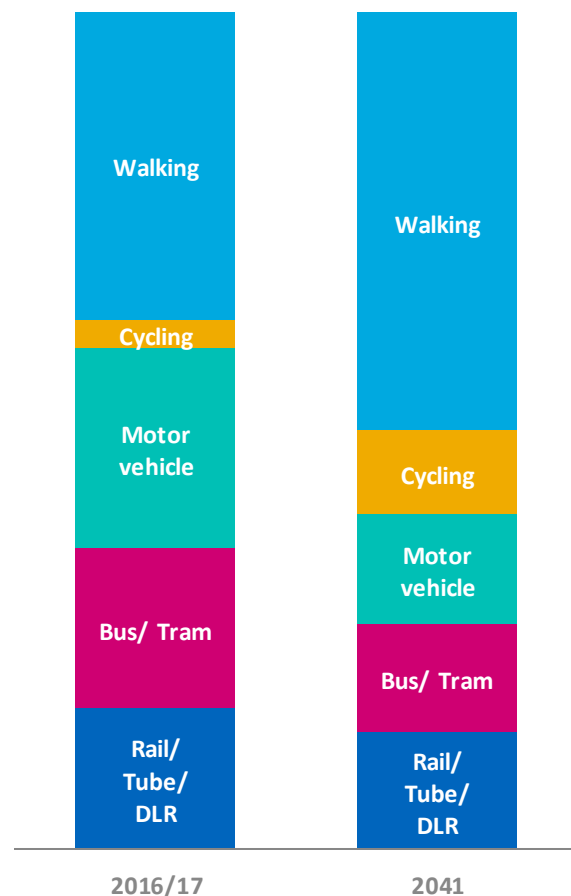 Walking
Cycling
Motor
vehicle
Bus/ Tram
Rail/
Tube/
DLR
2016/17
Walking
Cycling
Motor
vehicle
Bus/ Tram
Rail/
Tube/
DLR
2041